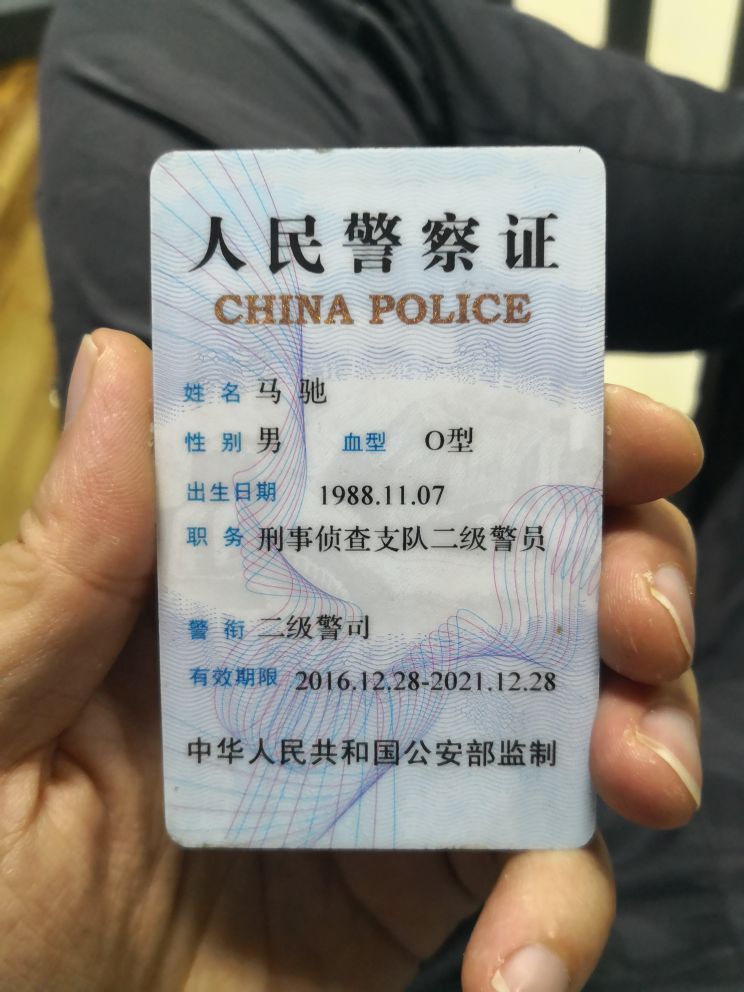 人民警察证
CHINA POLICE
姓名 马驰
性别 男 血型 O型
出生日期 1988.11.07
职务 刑事侦查支队二级警员
警衔 二级警司
有效期限 2016.12.28-2021.12.28
中华人民共和国公安部监制